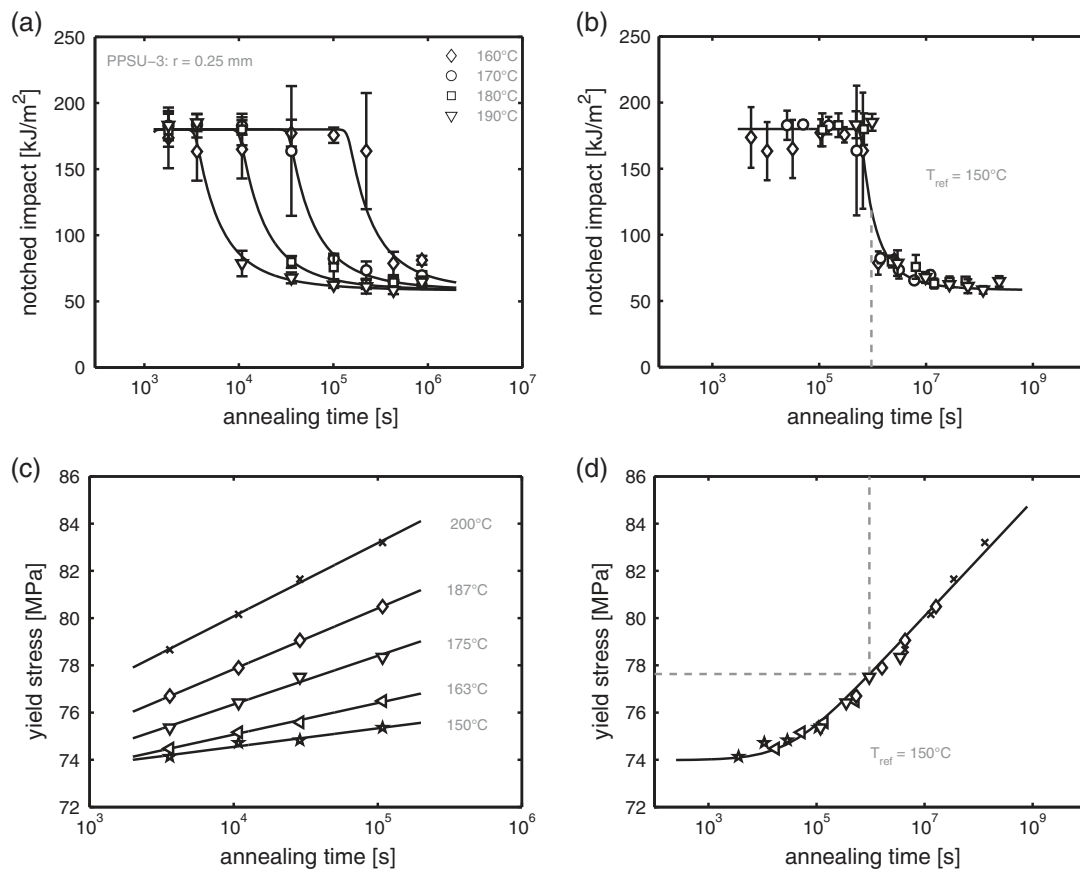 (a)
250
200
150
100
50
0
notched impact [kJ/m²]
PPSU−3: r = 0.25 mm
160°C
170°C
180°C
190°C
10³ 10⁴ 10⁵ 10⁶ 10⁷
annealing time [s]
(b)
250
200
150
100
50
0
notched impact [kJ/m²]
T_ref = 150°C
10³ 10⁵ 10⁷ 10⁹
annealing time [s]
(c)
86
84
82
80
78
76
74
72
yield stress [MPa]
200°C
187°C
175°C
163°C
150°C
10³ 10⁴ 10⁵ 10⁶
annealing time [s]
(d)
86
84
82
80
78
76
74
72
yield stress [MPa]
T_ref = 150°C
10³ 10⁵ 10⁷ 10⁹
annealing time [s]